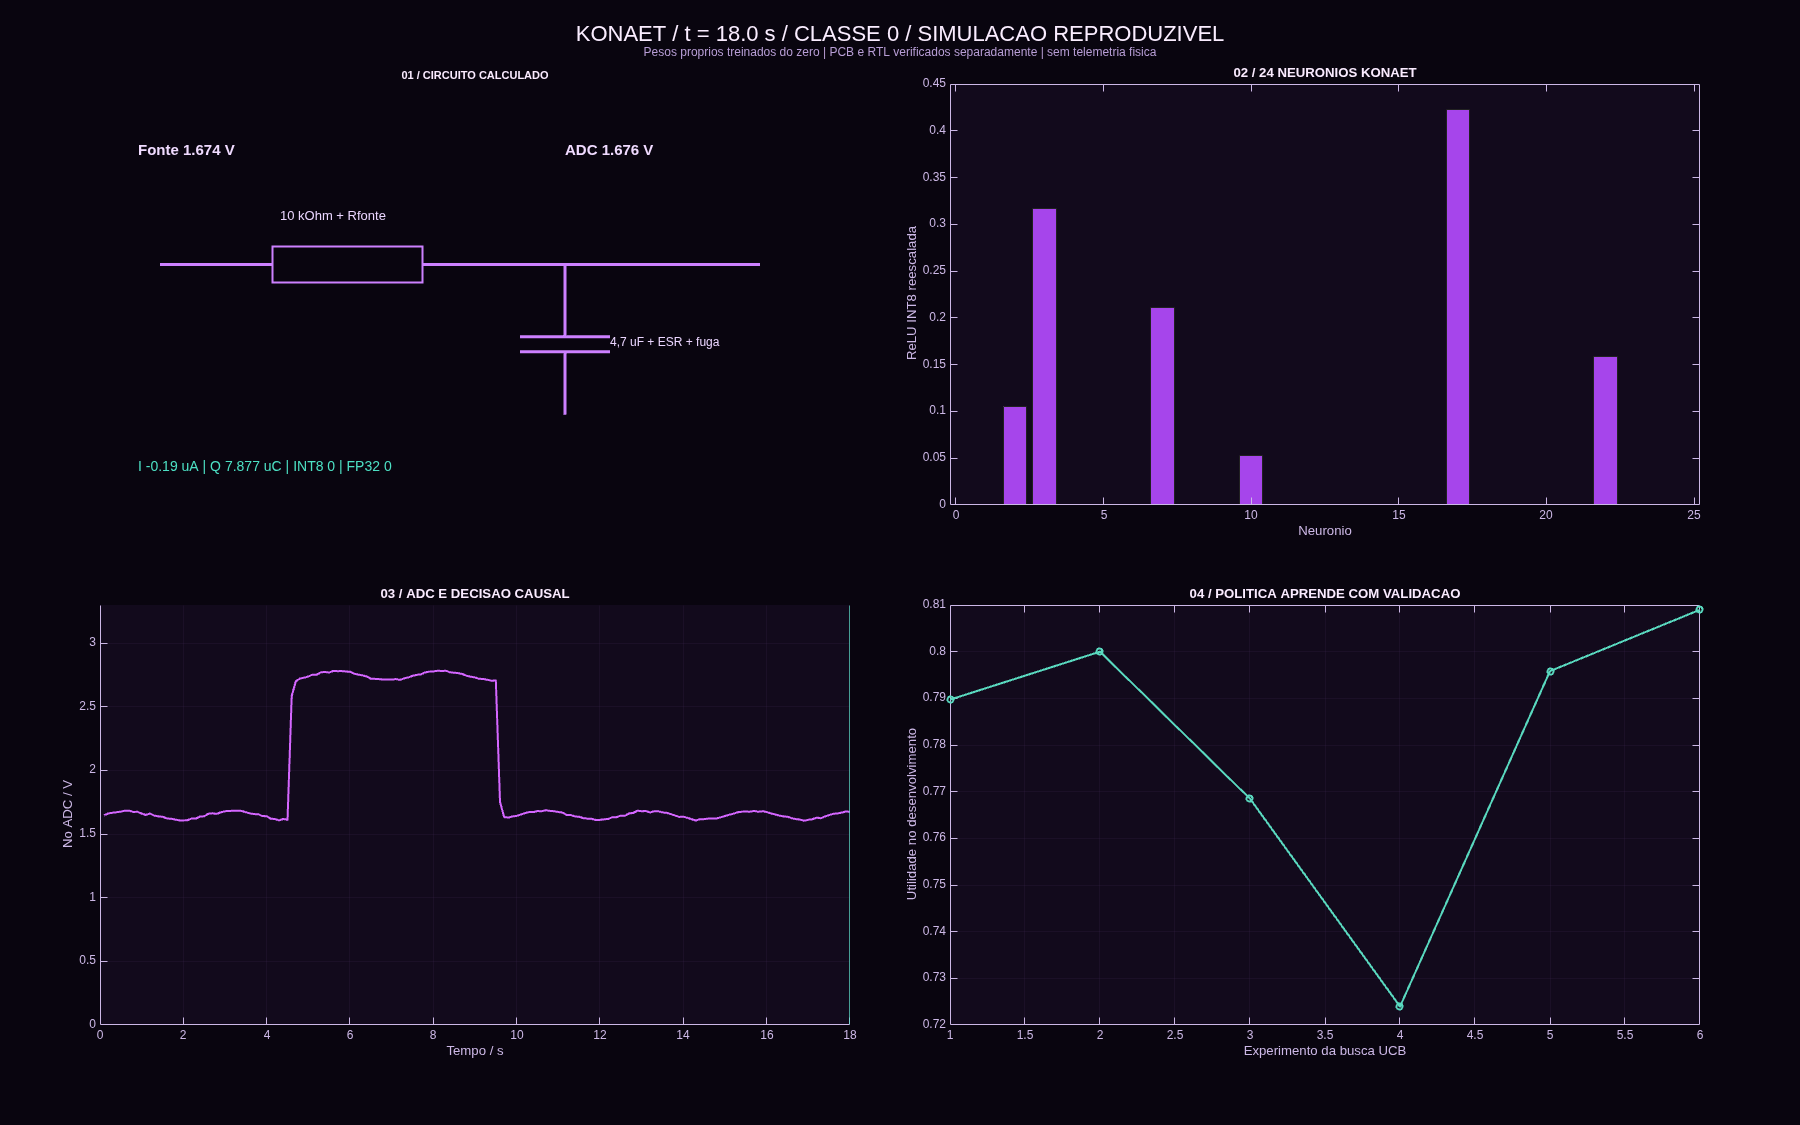 KONAET / t = 18.0 s / CLASSE 0 / SIMULACAO REPRODUZIVEL
Pesos proprios treinados do zero | PCB e RTL verificados separadamente | sem telemetria fisica
01 / CIRCUITO CALCULADO
Fonte 1.674 V
ADC 1.676 V
10 kOhm + Rfonte
4,7 uF + ESR + fuga
I -0.19 uA | Q 7.877 uC | INT8 0 | FP32 0
02 / 24 NEURONIOS KONAET
ReLU INT8 reescalada
0.45
0.4
0.35
0.3
0.25
0.2
0.15
0.1
0.05
0
0 5 10 15 20 25
Neuronio
03 / ADC E DECISAO CAUSAL
No ADC / V
3
2.5
2
1.5
1
0.5
0
0 2 4 6 8 10 12 14 16 18
Tempo / s
04 / POLITICA APRENDE COM VALIDACAO
Utilidade no desenvolvimento
0.81
0.8
0.79
0.78
0.77
0.76
0.75
0.74
0.73
0.72
1 1.5 2 2.5 3 3.5 4 4.5 5 5.5 6
Experimento da busca UCB